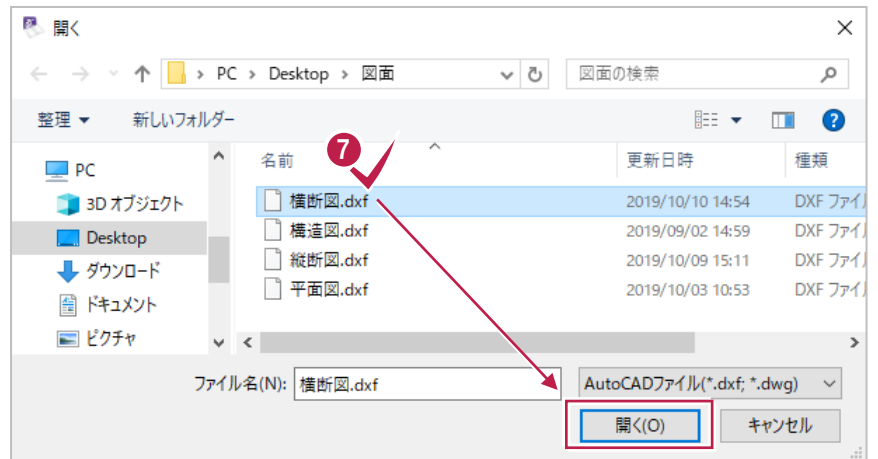 開く
PC > Desktop > 図面
図面の検索
整理 新しいフォルダー
?
名前 更新日時 種類
7
PC
3D オブジェクト
Desktop
ダウンロード
ドキュメント
ピクチャ
横断図.dxf 2019/10/10 14:54 DXF ファイル
構造図.dxf 2019/09/02 14:59 DXF ファイル
縦断図.dxf 2019/10/09 15:11 DXF ファイル
平面図.dxf 2019/10/03 10:53 DXF ファイル
ファイル名(N): 横断図.dxf AutoCADファイル(*.dxf; *.dwg)
開く(O) キャンセル